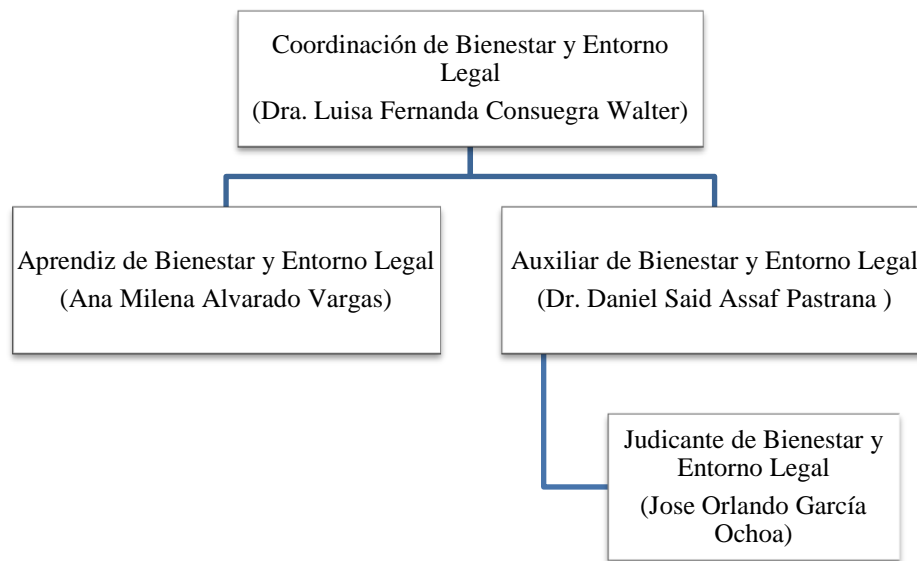 Coordinación de Bienestar y Entorno
Legal
(Dra. Luisa Fernanda Consuegra Walter)
Aprendiz de Bienestar y Entorno Legal
(Ana Milena Alvarado Vargas)
Auxiliar de Bienestar y Entorno Legal
(Dr. Daniel Said Assaf Pastrana )
Judicante de Bienestar y
Entorno Legal
(Jose Orlando García
Ochoa)